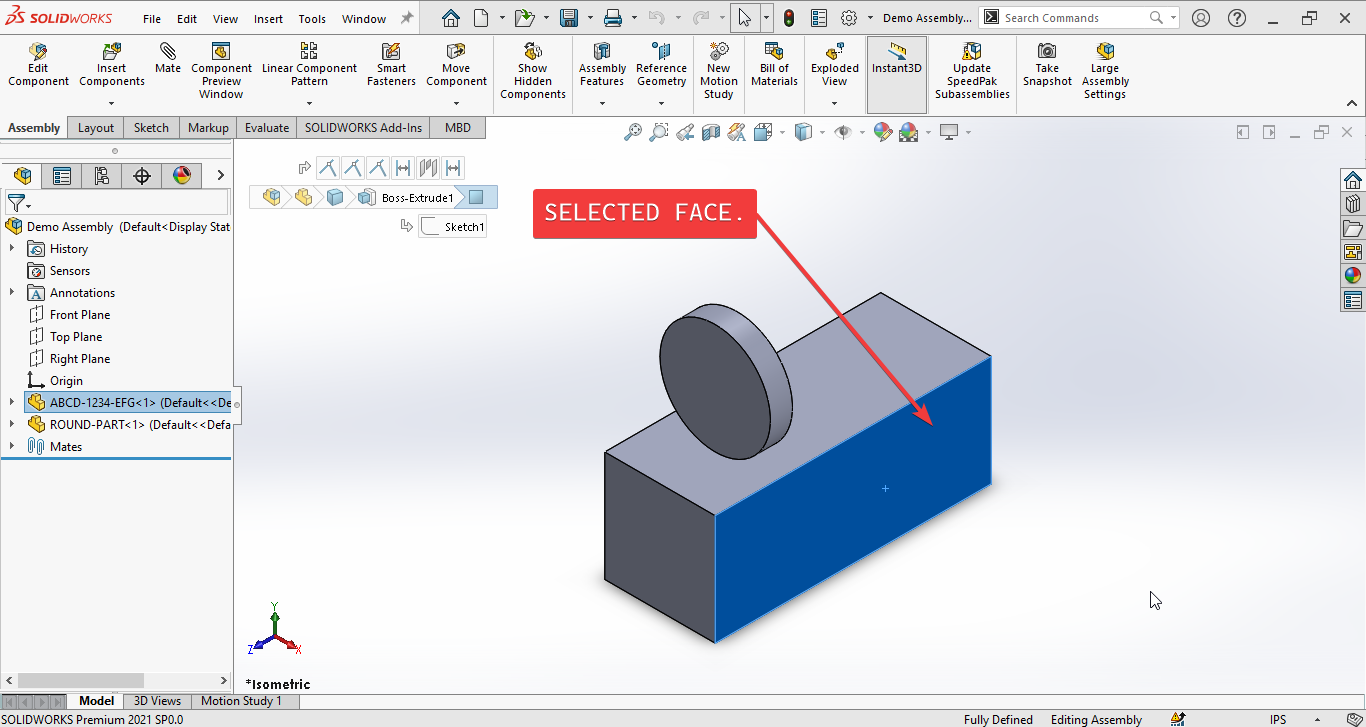 SOLIDWORKS File Edit View Insert Tools Window Demo Assembly... Search Commands
Edit Component
Insert Components
Mate
Component Preview Window
Linear Component Pattern
Smart Fasteners
Move Component
Show Hidden Components
Assembly Features
Reference Geometry
New Motion Study
Bill of Materials
Exploded View
Instant3D
Update SpeedPak Subassemblies
Take Snapshot
Large Assembly Settings
Assembly Layout Sketch Markup Evaluate SOLIDWORKS Add-Ins MBD
Boss-Extrude1
Sketch1
SELECTED FACE.
Demo Assembly (Default<Display Stat
History
Sensors
Annotations
Front Plane
Top Plane
Right Plane
Origin
ABCD-1234-EFG<1> (Default<<De
ROUND-PART<1> (Default<<Defa
Mates
Y
Z X
*Isometric
Model 3D Views Motion Study 1
SOLIDWORKS Premium 2021 SP0.0 Fully Defined Editing Assembly IPS